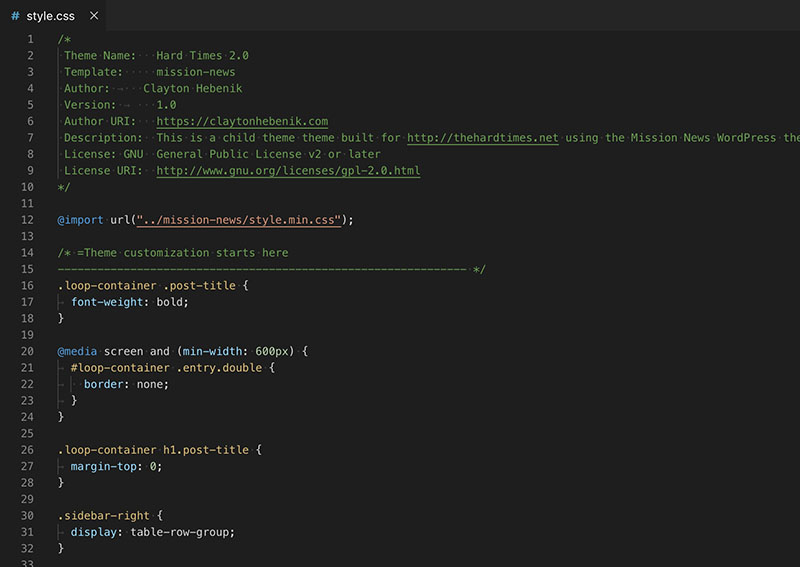 # style.css ×
1 /*
2 Theme Name: Hard Times 2.0
3 Template: mission-news
4 Author: Clayton Hebenik
5 Version: 1.0
6 Author URI: https://claytonhebenik.com
7 Description: This is a child theme theme built for http://thehardtimes.net using the Mission News WordPress the
8 License: GNU General Public License v2 or later
9 License URI: http://www.gnu.org/licenses/gpl-2.0.html
10 */
11
12 @import url("../mission-news/style.min.css");
13
14 /* =Theme customization starts here
15 -------------------------------------------------------------- */
16 .loop-container .post-title {
17 font-weight: bold;
18 }
19
20 @media screen and (min-width: 600px) {
21 #loop-container .entry.double {
22 border: none;
23 }
24 }
25
26 .loop-container h1.post-title {
27 margin-top: 0;
28 }
29
30 .sidebar-right {
31 display: table-row-group;
32 }
33